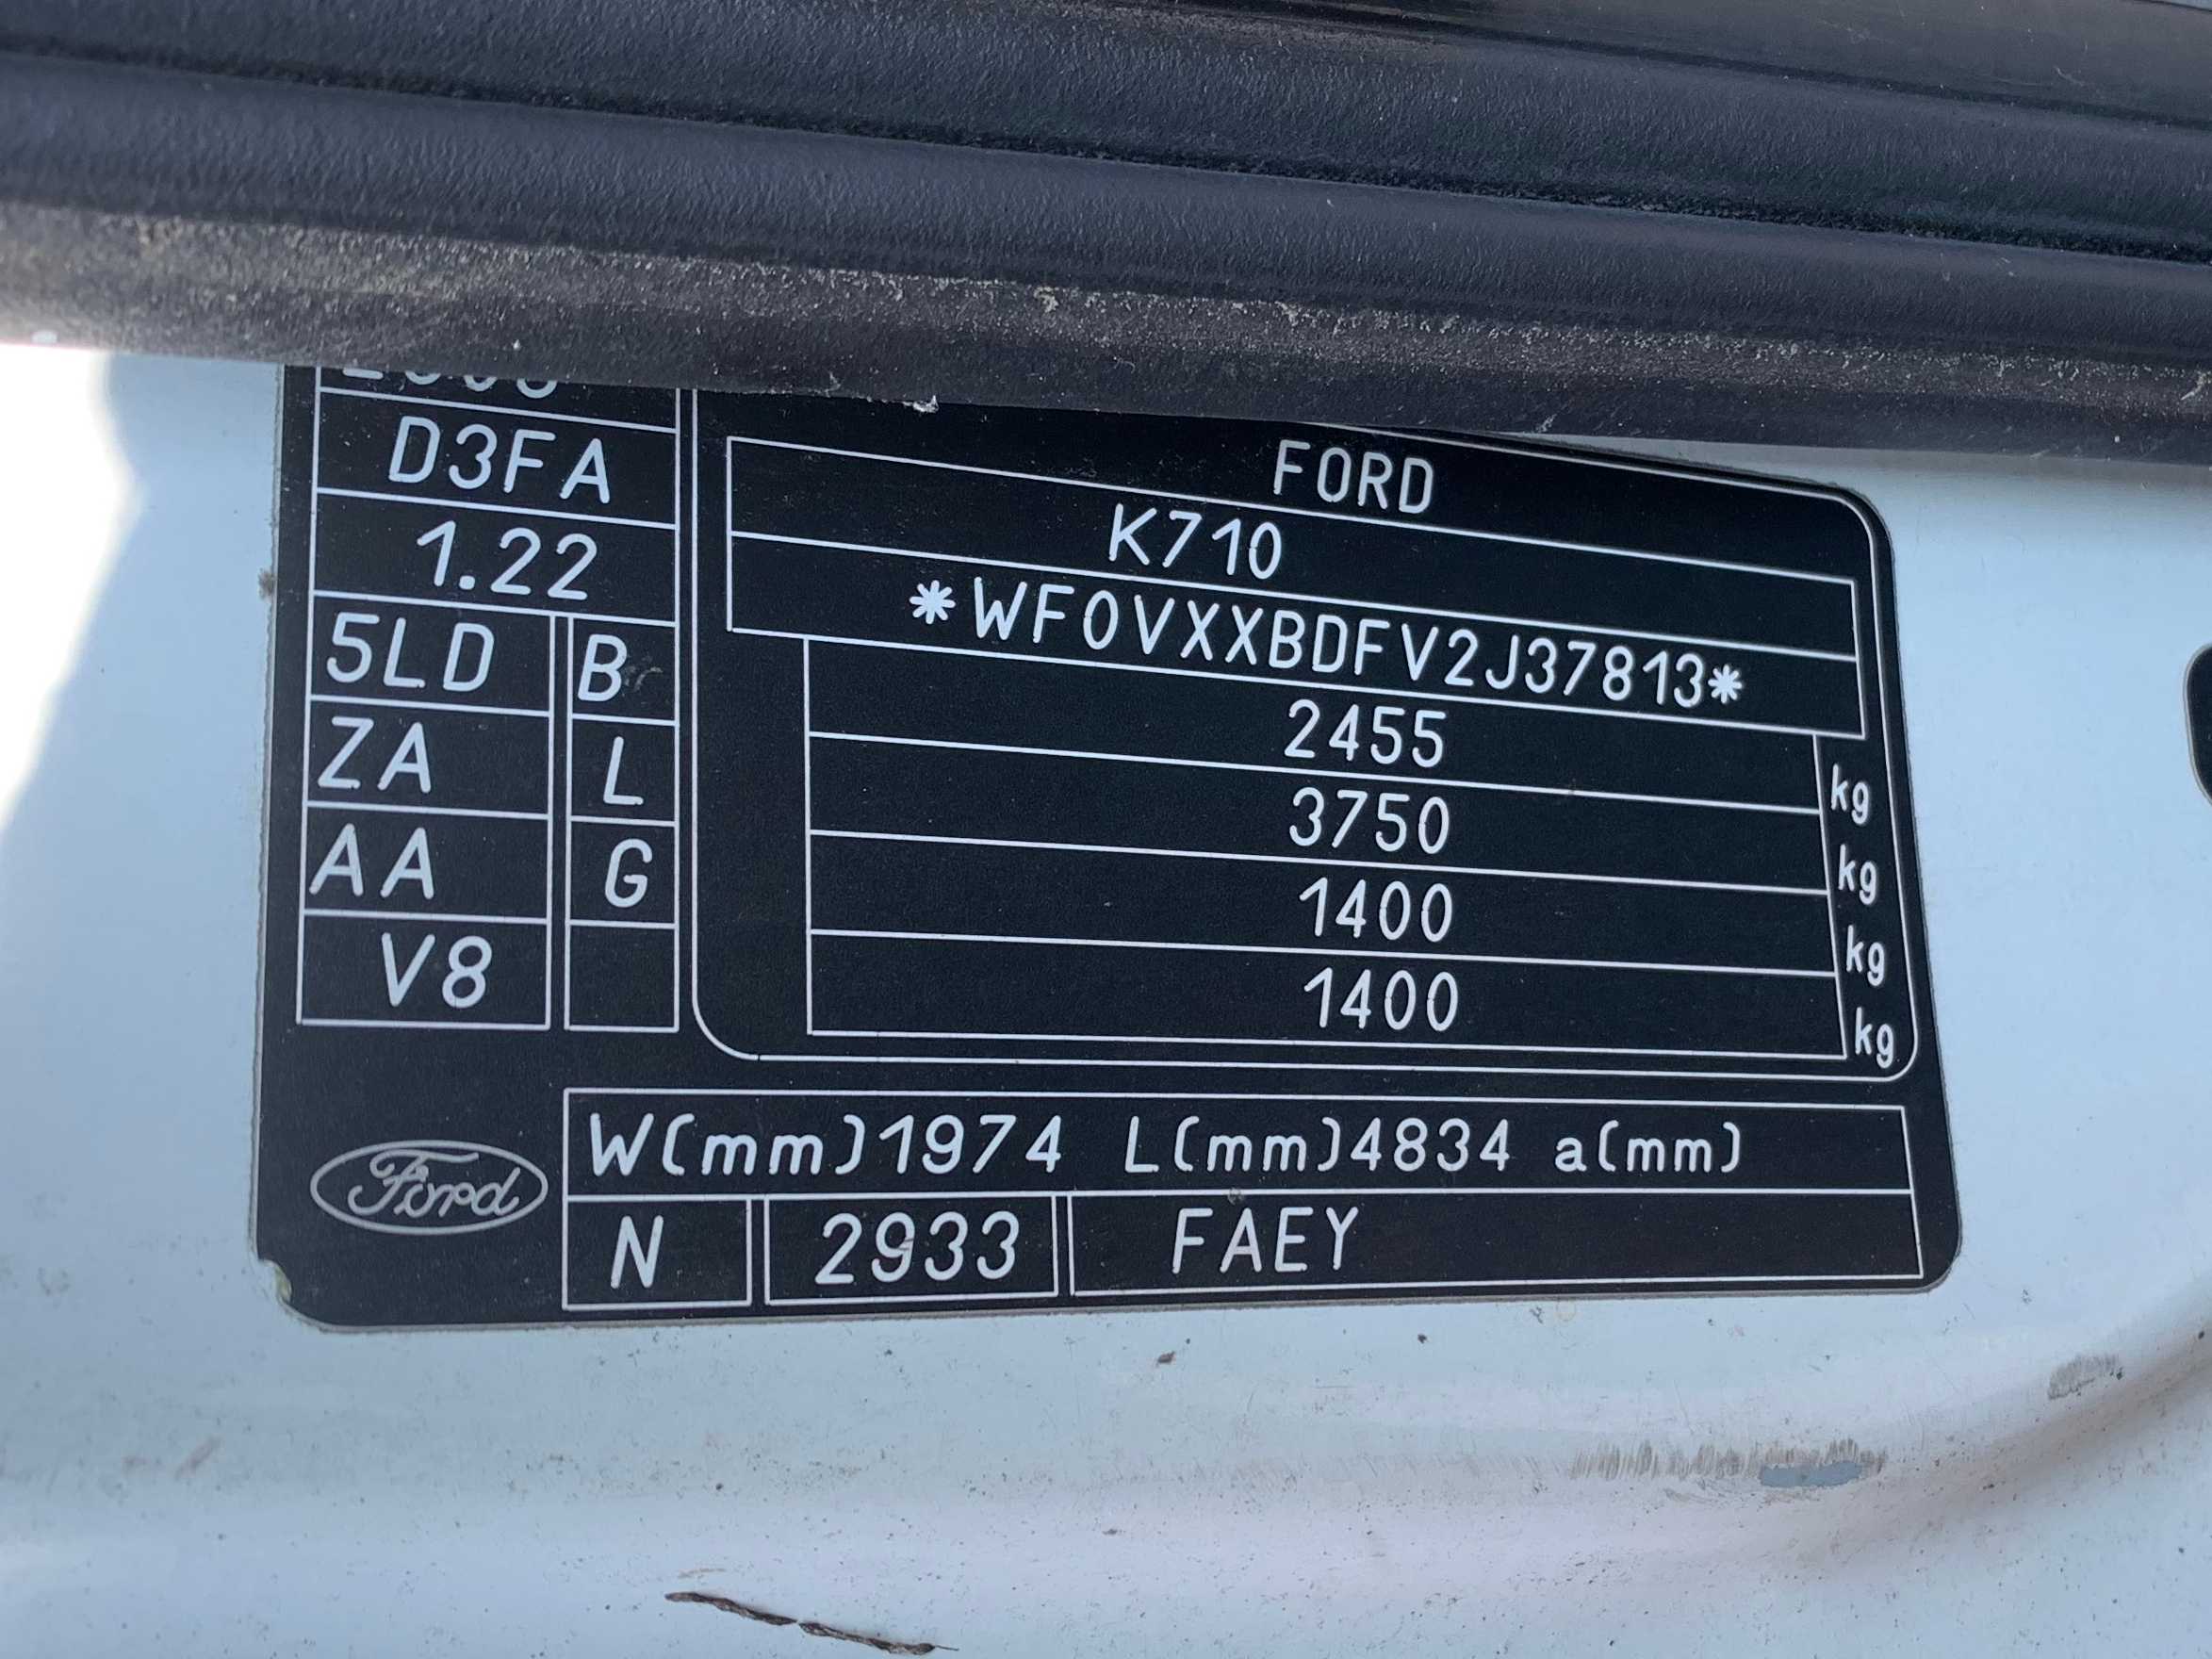 D3FA
1.22
5LD B
ZA L
AA G
V8
FORD
K710
*WF0VXXBDFV2J37813*
2455 kg
3750 kg
1400 kg
1400 kg
Ford
W(mm)1974 L(mm)4834 a(mm)
N 2933 FAEY